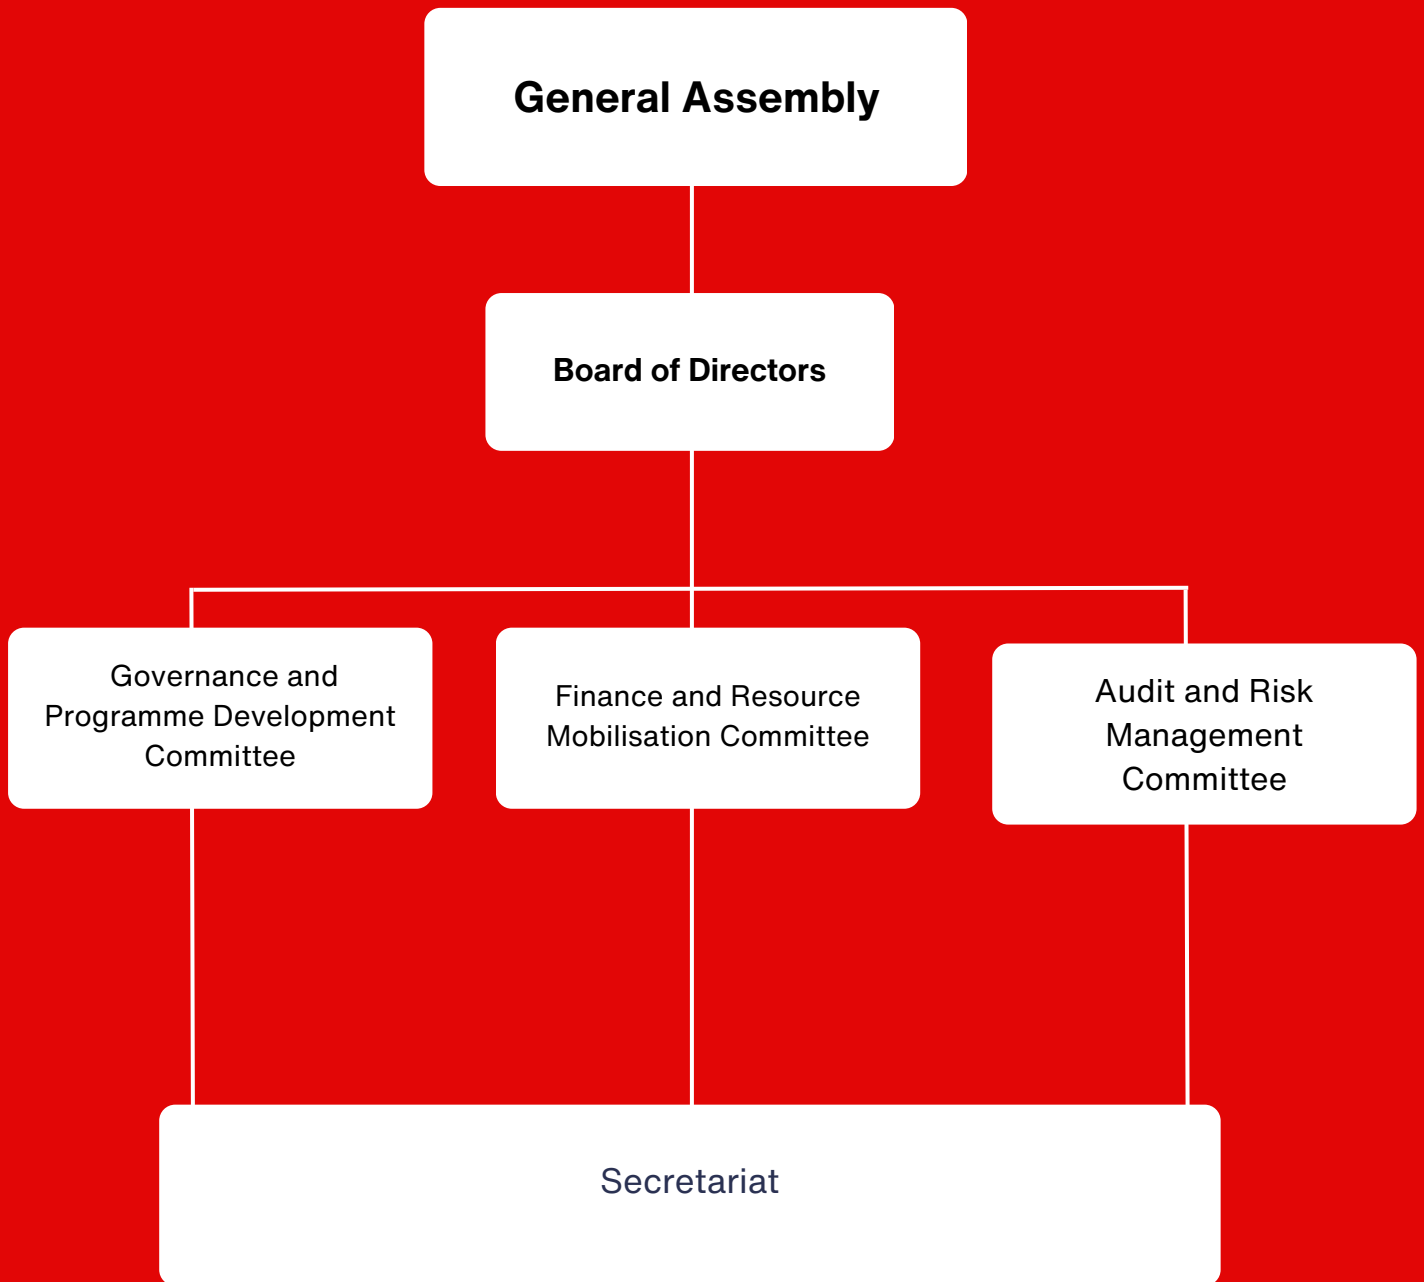 General Assembly
Board of Directors
Governance and
Programme Development
Committee
Finance and Resource
Mobilisation Committee
Audit and Risk
Management
Committee
Secretariat